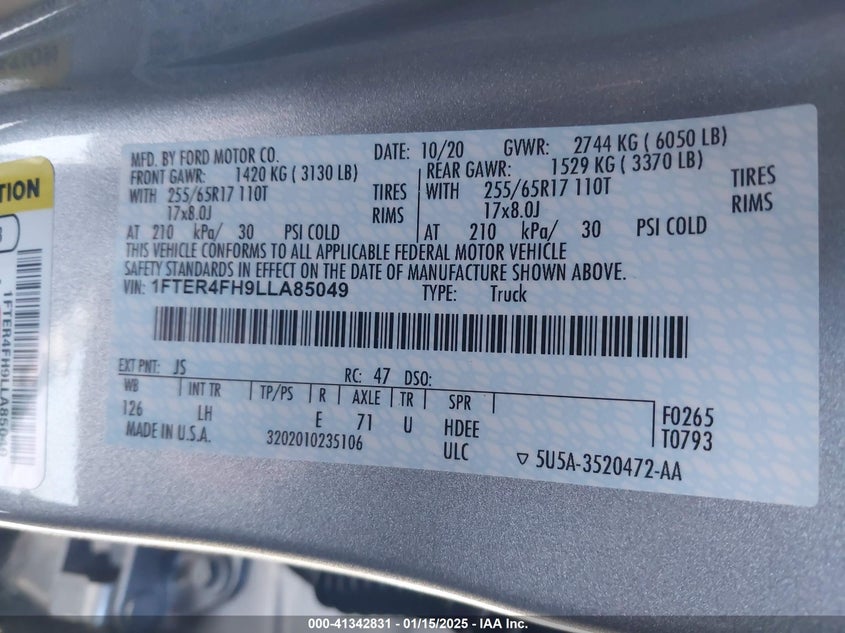 MFD. BY FORD MOTOR CO. DATE: 10/20 GVWR: 2744 KG ( 6050 LB)
FRONT GAWR: 1420 KG ( 3130 LB) REAR GAWR: 1529 KG ( 3370 LB)
WITH 255/65R17 110T TIRES WITH 255/65R17 110T TIRES
17x8.0J RIMS 17x8.0J RIMS
AT 210 kPa/ 30 PSI COLD AT 210 kPa/ 30 PSI COLD
THIS VEHICLE CONFORMS TO ALL APPLICABLE FEDERAL MOTOR VEHICLE
SAFETY STANDARDS IN EFFECT ON THE DATE OF MANUFACTURE SHOWN ABOVE.
VIN: 1FTER4FH9LLA85049 TYPE: Truck
EXT PNT: JS RC: 47 DSO:
WB INT TR TP/PS R AXLE TR SPR
126 LH E 71 U HDEE F0265
MADE IN U.S.A. 3202010235106 ULC T0793
▽ 5U5A-3520472-AA
000-41342831 - 01/15/2025 - IAA Inc.